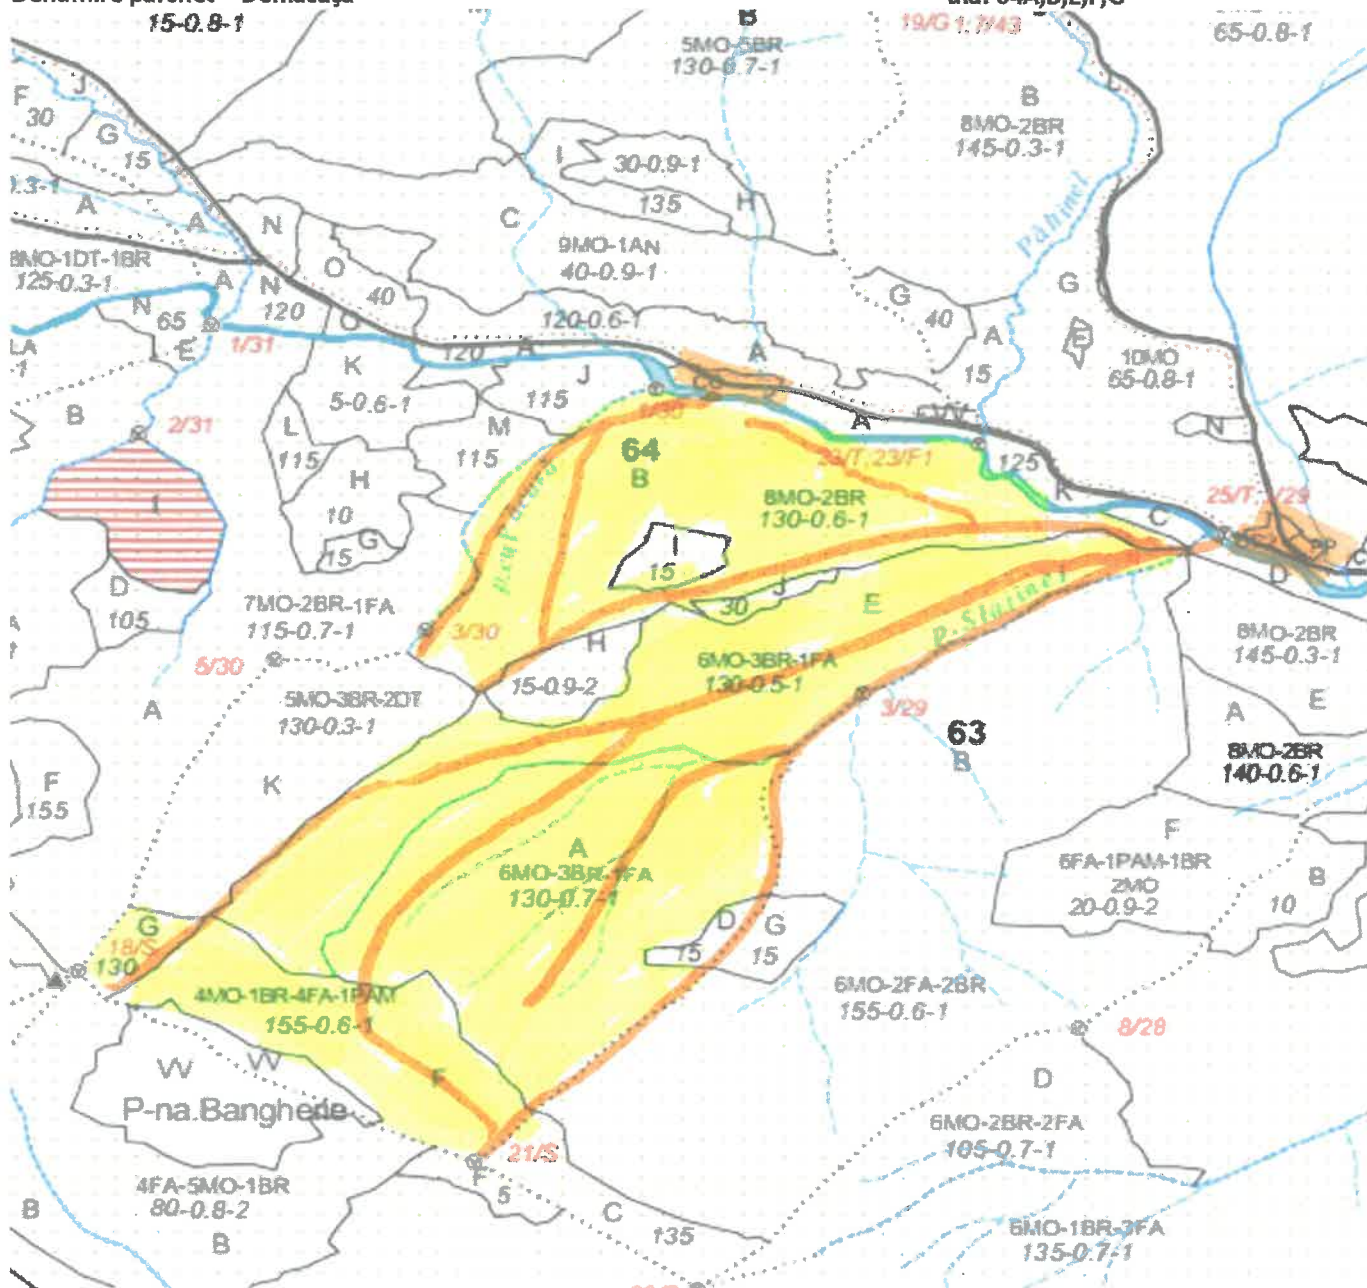 15-0.8-1
B
19/G
65-0.8-1
5MO-5BR
130-0.7-1
F
30
J
G
15
B
8MO-2BR
145-0.3-1
I
30-0.9-1
135
H
A
A
N
C
9MO-1AN
40-0.9-1
Pahinel
8MO-1DT-1BR
125-0.3-1
A
N
120
O
40
G
40
G
N
65
E
1/31
O
120-0.6-1
A
15
E
10MO
65-0.8-1
K
5-0.6-1
120
A
J
115
A
B
2/31
L
115
M
115
1/30
64
B
A
VV
N
23/T,23/F1
125
K
H
10
G
15
8MO-2BR
130-0.6-1
25/T
C
I
I
15
J
30
E
D
D
105
7MO-2BR-1FA
115-0.7-1
3/30
H
15-0.9-2
6MO-3BR-1FA
130-0.5-1
8MO-2BR
145-0.3-1
5/30
A
5MO-3BR-2DT
130-0.3-1
3/29
63
B
A
E
8MO-2BR
140-0.6-1
F
155
K
A
6MO-3BR-1FA
130-0.7-1
F
6FA-1PAM-1BR
2MO
20-0.9-2
B
10
G
18/S
130
D
15
G
15
4MO-1BR-4FA-1PAM
155-0.6-1
6MO-2FA-2BR
155-0.6-1
8/28
VV
VV
P-na.Banghede
F
D
6MO-2BR-2FA
105-0.7-1
21/S
F
5
4FA-5MO-1BR
80-0.8-2
B
B
C
135
6MO-1BR-3FA
135-0.7-1